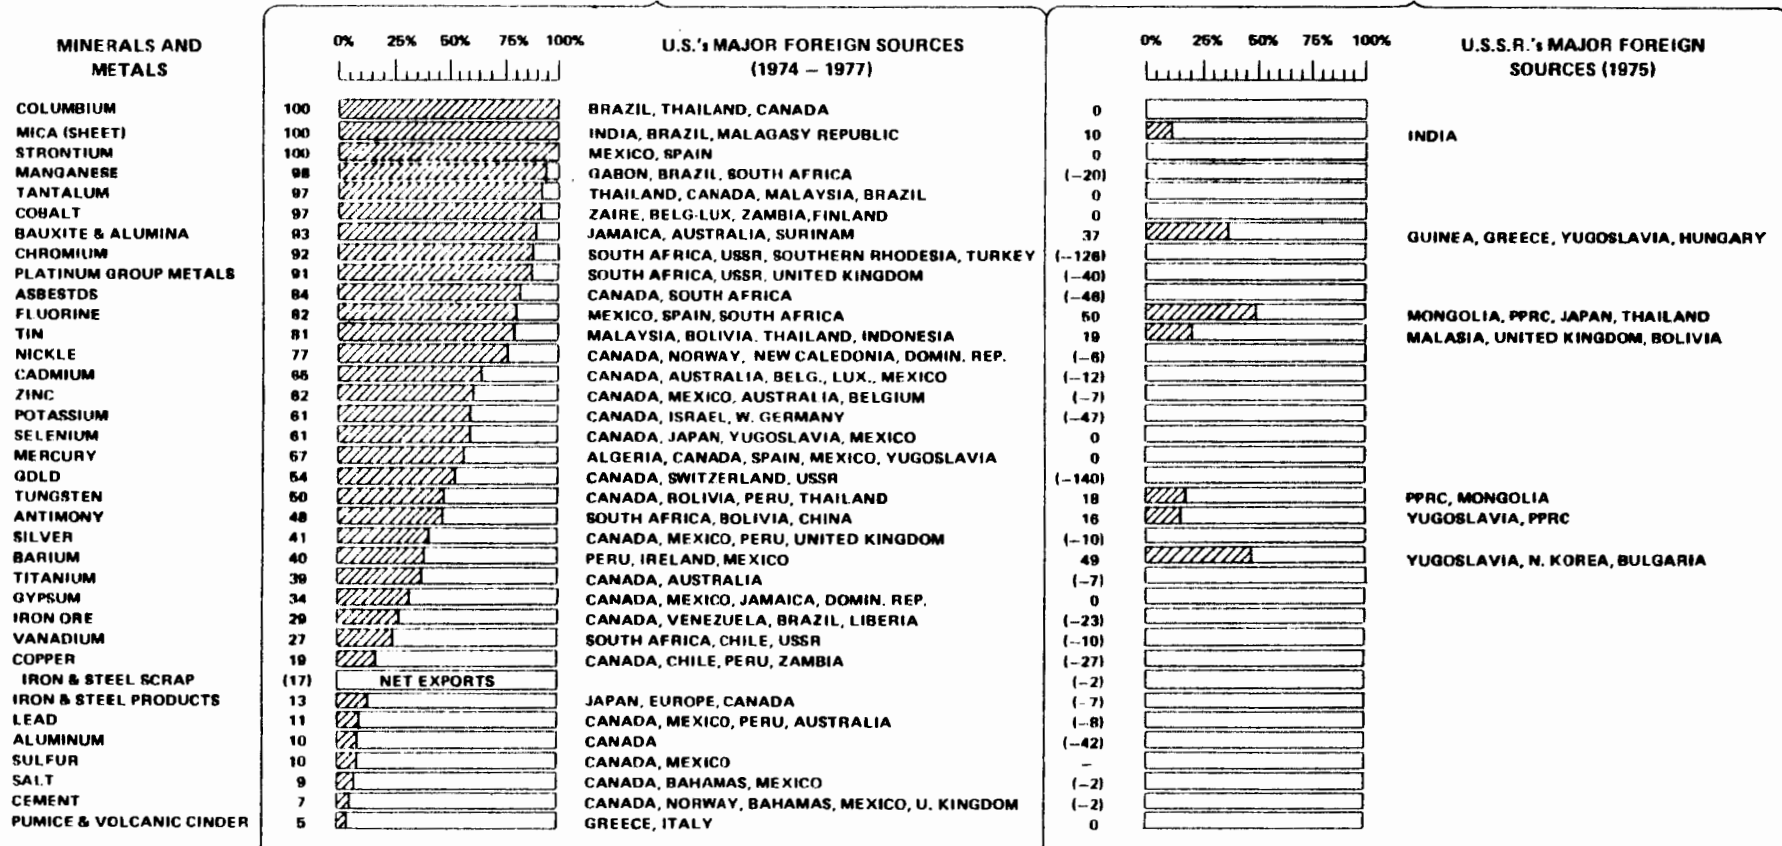 MINERALS AND METALS 0% 25% 50% 75% 100% U.S.'s MAJOR FOREIGN SOURCES (1974 – 1977) 0% 25% 50% 75% 100% U.S.S.R.'s MAJOR FOREIGN SOURCES (1975)
COLUMBIUM 100 BRAZIL, THAILAND, CANADA 0
MICA (SHEET) 100 INDIA, BRAZIL, MALAGASY REPUBLIC 10 INDIA
STRONTIUM 100 MEXICO, SPAIN 0
MANGANESE 98 GABON, BRAZIL, SOUTH AFRICA (–20)
TANTALUM 97 THAILAND, CANADA, MALAYSIA, BRAZIL 0
COBALT 97 ZAIRE, BELG-LUX, ZAMBIA, FINLAND 0
BAUXITE & ALUMINA 93 JAMAICA, AUSTRALIA, SURINAM 37 GUINEA, GREECE, YUGOSLAVIA, HUNGARY
CHROMIUM 92 SOUTH AFRICA, USSR, SOUTHERN RHODESIA, TURKEY (–126)
PLATINUM GROUP METALS 91 SOUTH AFRICA, USSR, UNITED KINGDOM (–40)
ASBESTOS 84 CANADA, SOUTH AFRICA (–46)
FLUORINE 82 MEXICO, SPAIN, SOUTH AFRICA 50 MONGOLIA, PPRC, JAPAN, THAILAND
TIN 81 MALAYSIA, BOLIVIA, THAILAND, INDONESIA 19 MALASIA, UNITED KINGDOM, BOLIVIA
NICKLE 77 CANADA, NORWAY, NEW CALEDONIA, DOMIN. REP. (–6)
CADMIUM 66 CANADA, AUSTRALIA, BELG., LUX., MEXICO (–12)
ZINC 62 CANADA, MEXICO, AUSTRALIA, BELGIUM (–7)
POTASSIUM 61 CANADA, ISRAEL, W. GERMANY (–47)
SELENIUM 61 CANADA, JAPAN, YUGOSLAVIA, MEXICO 0
MERCURY 57 ALGERIA, CANADA, SPAIN, MEXICO, YUGOSLAVIA 0
GOLD 54 CANADA, SWITZERLAND, USSR (–140)
TUNGSTEN 50 CANADA, BOLIVIA, PERU, THAILAND 18 PPRC, MONGOLIA
ANTIMONY 48 SOUTH AFRICA, BOLIVIA, CHINA 16 YUGOSLAVIA, PPRC
SILVER 41 CANADA, MEXICO, PERU, UNITED KINGDOM (–10)
BARIUM 40 PERU, IRELAND, MEXICO 49 YUGOSLAVIA, N. KOREA, BULGARIA
TITANIUM 39 CANADA, AUSTRALIA (–7)
GYPSUM 34 CANADA, MEXICO, JAMAICA, DOMIN. REP. 0
IRON ORE 29 CANADA, VENEZUELA, BRAZIL, LIBERIA (–23)
VANADIUM 27 SOUTH AFRICA, CHILE, USSR (–10)
COPPER 19 CANADA, CHILE, PERU, ZAMBIA (–27)
IRON & STEEL SCRAP (17) NET EXPORTS (–2)
IRON & STEEL PRODUCTS 13 JAPAN, EUROPE, CANADA (–7)
LEAD 11 CANADA, MEXICO, PERU, AUSTRALIA (–8)
ALUMINUM 10 CANADA (–42)
SULFUR 10 CANADA, MEXICO –
SALT 9 CANADA, BAHAMAS, MEXICO (–2)
CEMENT 7 CANADA, NORWAY, BAHAMAS, MEXICO, U. KINGDOM (–2)
PUMICE & VOLCANIC CINDER 5 GREECE, ITALY 0